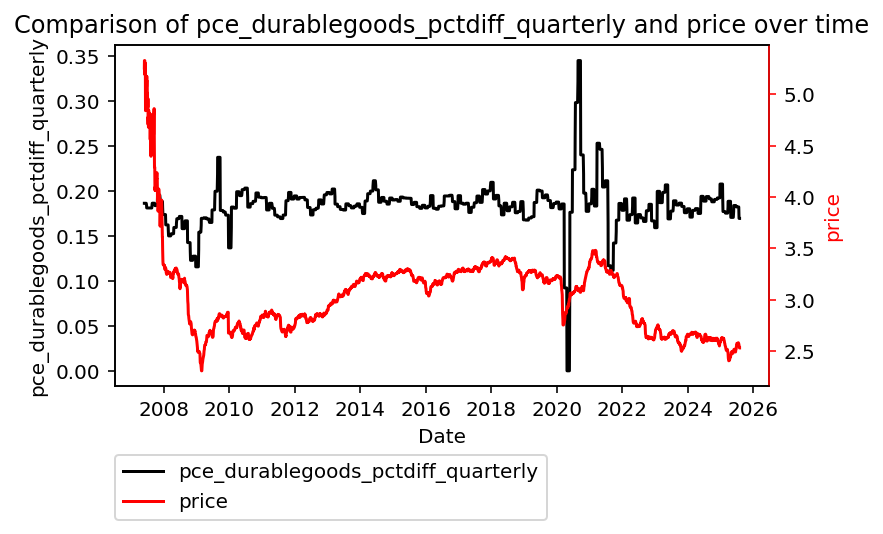 Comparison of pce_durablegoods_pctdiff_quarterly and price over time
pce_durablegoods_pctdiff_quarterly
0.35
0.30
0.25
0.20
0.15
0.10
0.05
0.00
5.0
4.5
4.0
3.5
3.0
2.5
price
2008 2010 2012 2014 2016 2018 2020 2022 2024 2026
Date
pce_durablegoods_pctdiff_quarterly
price